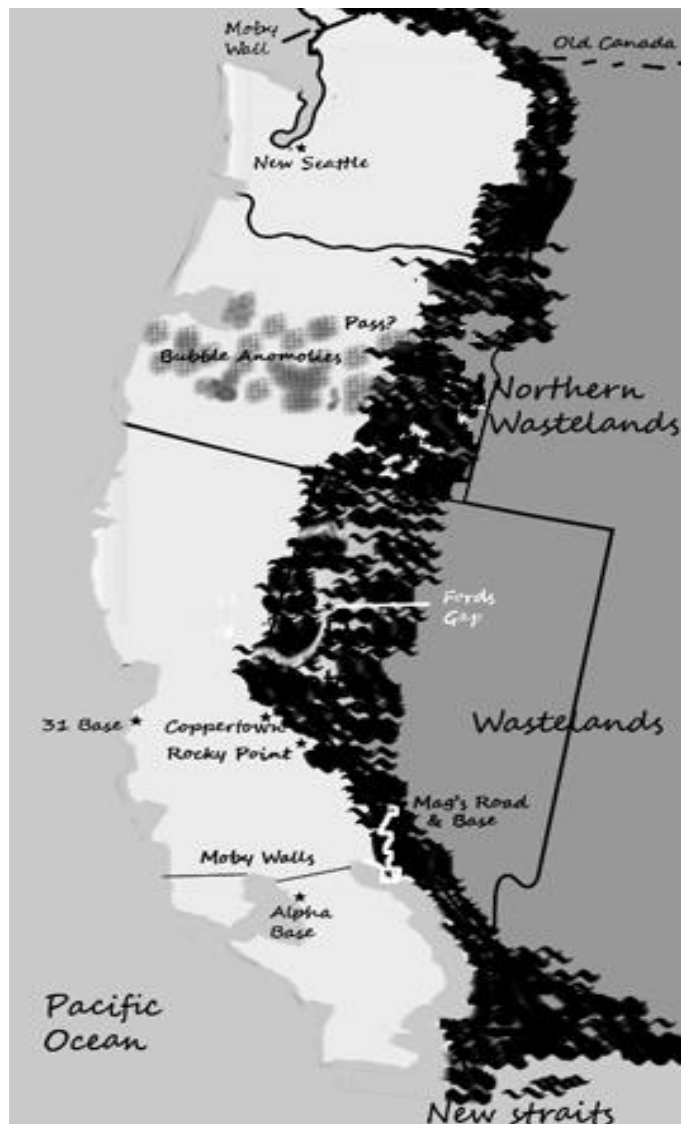 Moby
Wall
Old Canada
New Seattle
Pass?
Bubble Anomolies
Northern
Wastelands
Fords
Gap
31 Base
Coppertown
Rocky Point
Wastelands
Mag's Road
& Base
Moby Walls
Alpha
Base
Pacific
Ocean
New straits